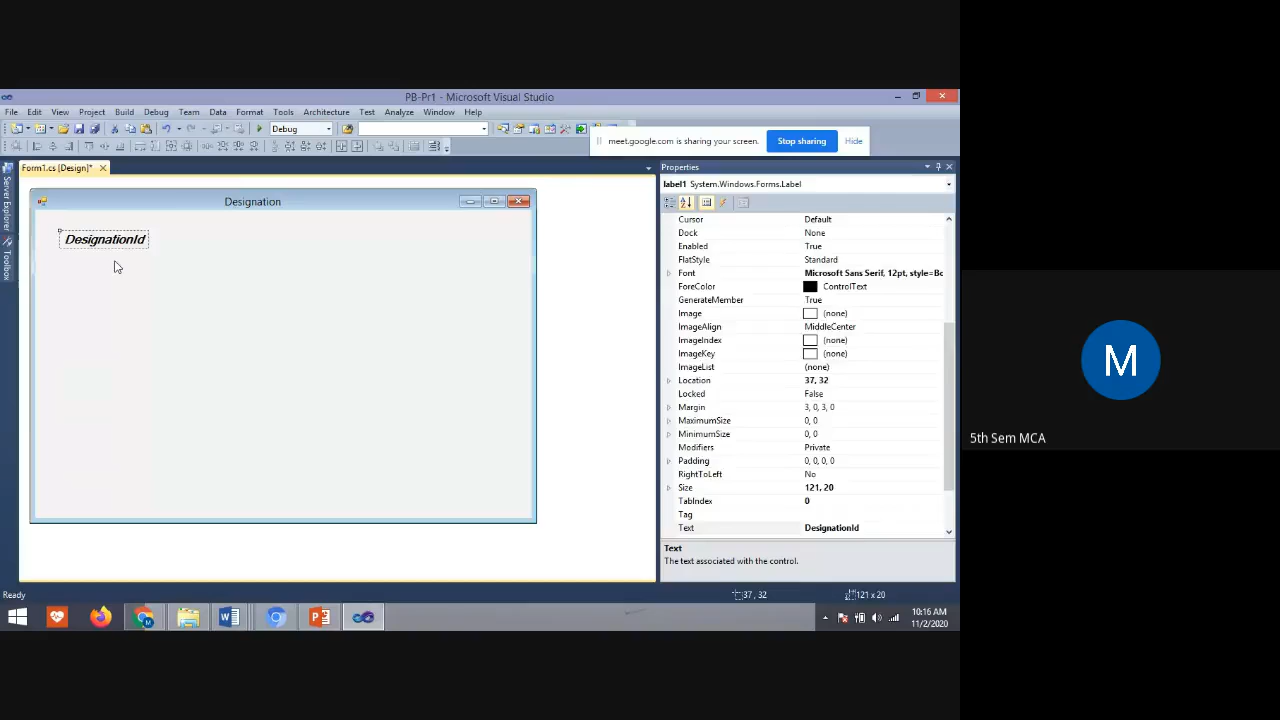 PB-Pr1 - Microsoft Visual Studio
File Edit View Project Build Debug Team Data Format Tools Architecture Test Analyze Window Help
Debug
meet.google.com is sharing your screen. Stop sharing Hide
Form1.cs [Design]*
Server Explorer
Toolbox
Designation
DesignationId
Properties
label1 System.Windows.Forms.Label
Cursor Default
Dock None
Enabled True
FlatStyle Standard
Font Microsoft Sans Serif, 12pt, style=Bo
ForeColor ControlText
GenerateMember True
Image (none)
ImageAlign MiddleCenter
ImageIndex (none)
ImageKey (none)
ImageList (none)
Location 37, 32
Locked False
Margin 3, 0, 3, 0
MaximumSize 0, 0
MinimumSize 0, 0
Modifiers Private
Padding 0, 0, 0, 0
RightToLeft No
Size 121, 20
TabIndex 0
Tag
Text DesignationId
Text
The text associated with the control.
Ready 37, 32 121 x 20
10:16 AM
11/2/2020
M
5th Sem MCA